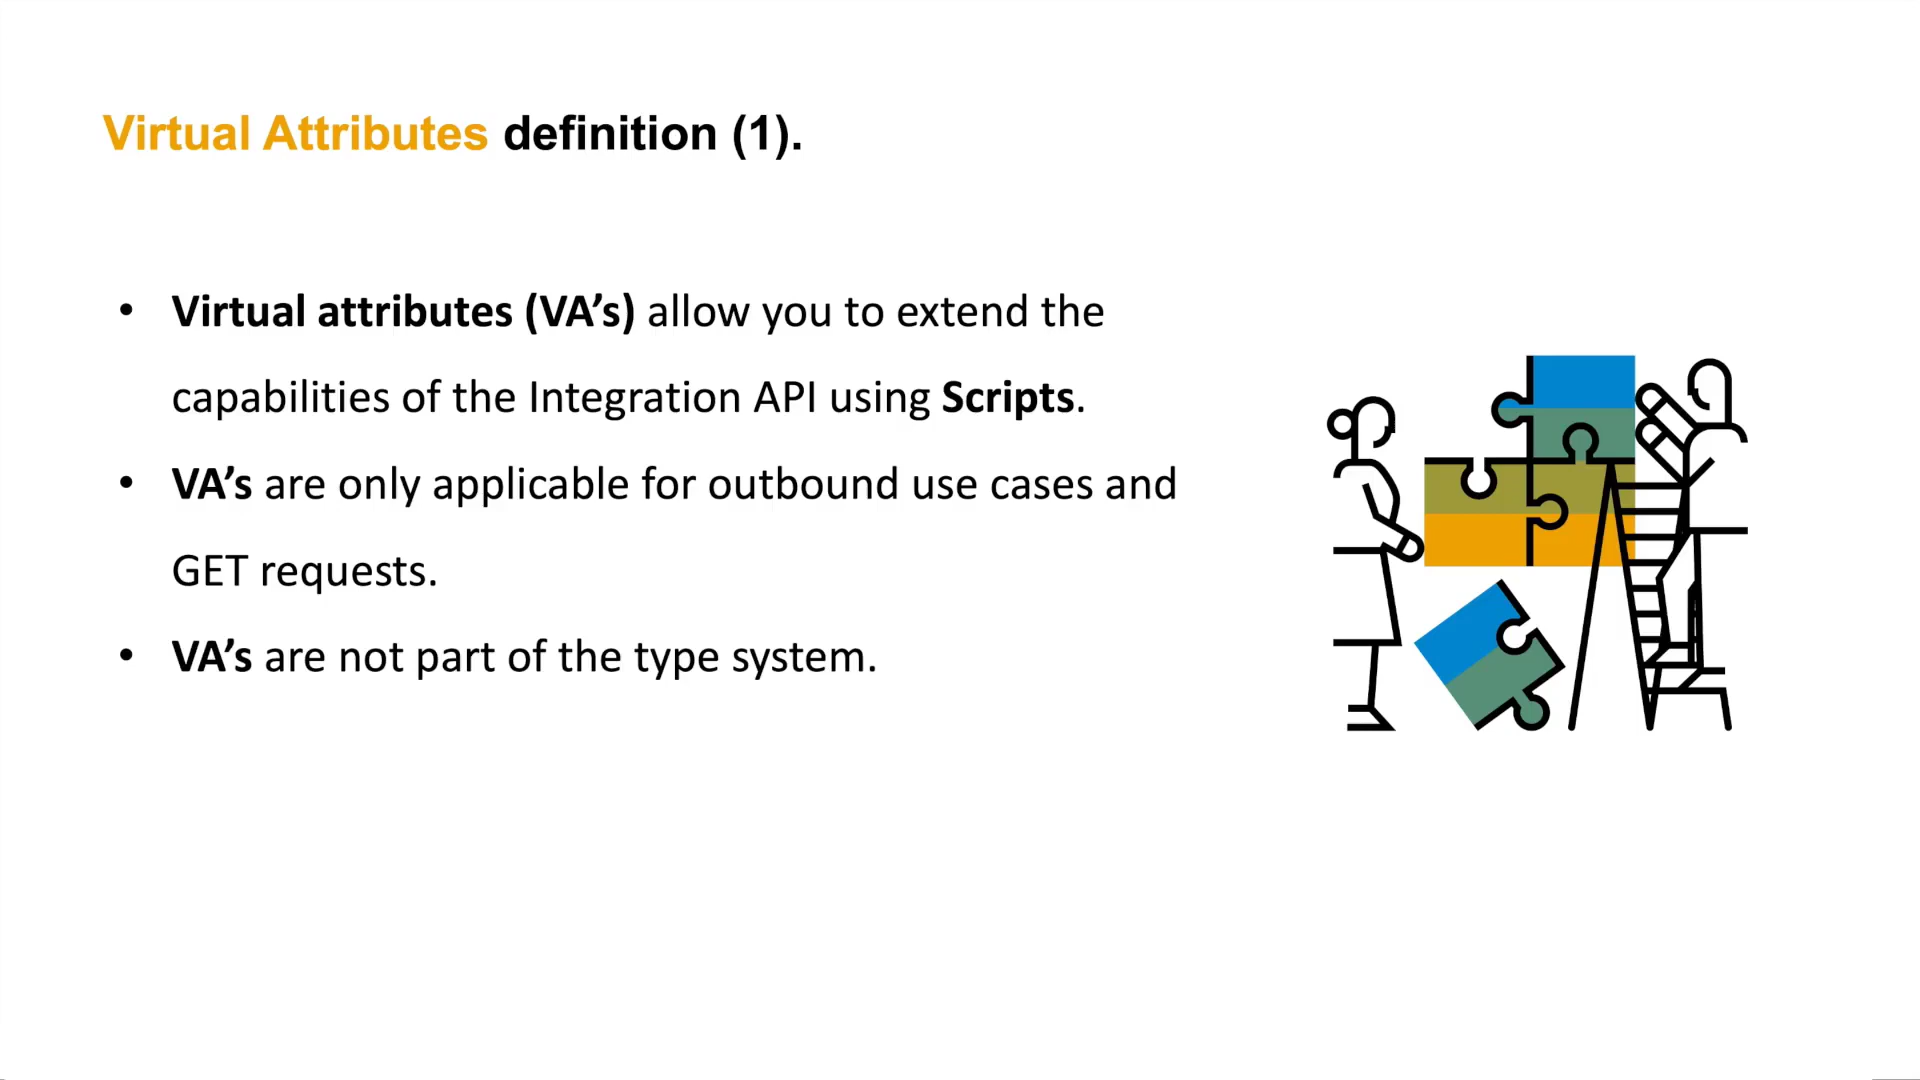 Virtual Attributes definition (1).
• Virtual attributes (VA’s) allow you to extend the
capabilities of the Integration API using Scripts.
• VA’s are only applicable for outbound use cases and
GET requests.
• VA’s are not part of the type system.